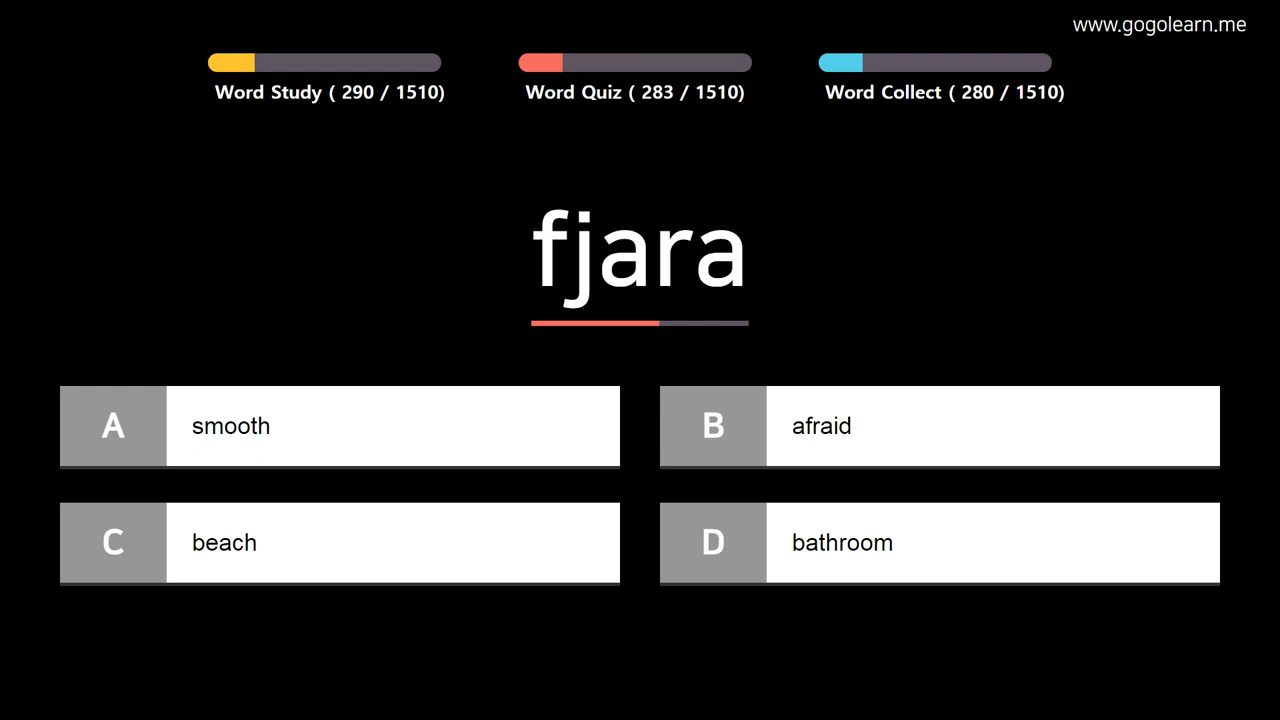 www.gogolearn.me
Word Study ( 290 / 1510)
Word Quiz ( 283 / 1510)
Word Collect ( 280 / 1510)
fjara
A smooth
B afraid
C beach
D bathroom